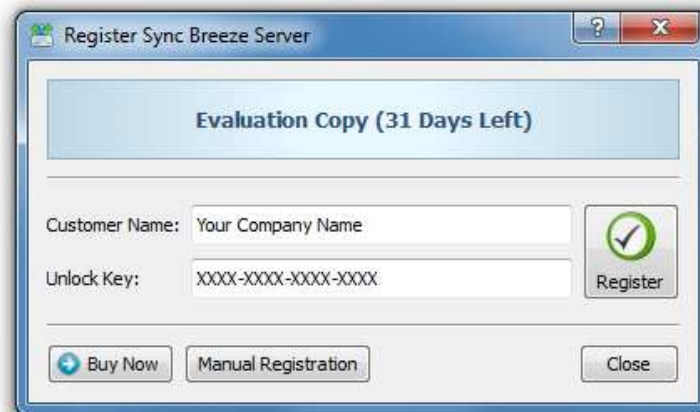 Register Sync Breeze Server
Evaluation Copy (31 Days Left)
Customer Name: Your Company Name
Unlock Key: XXXX-XXXX-XXXX-XXXX
Register
Buy Now Manual Registration Close